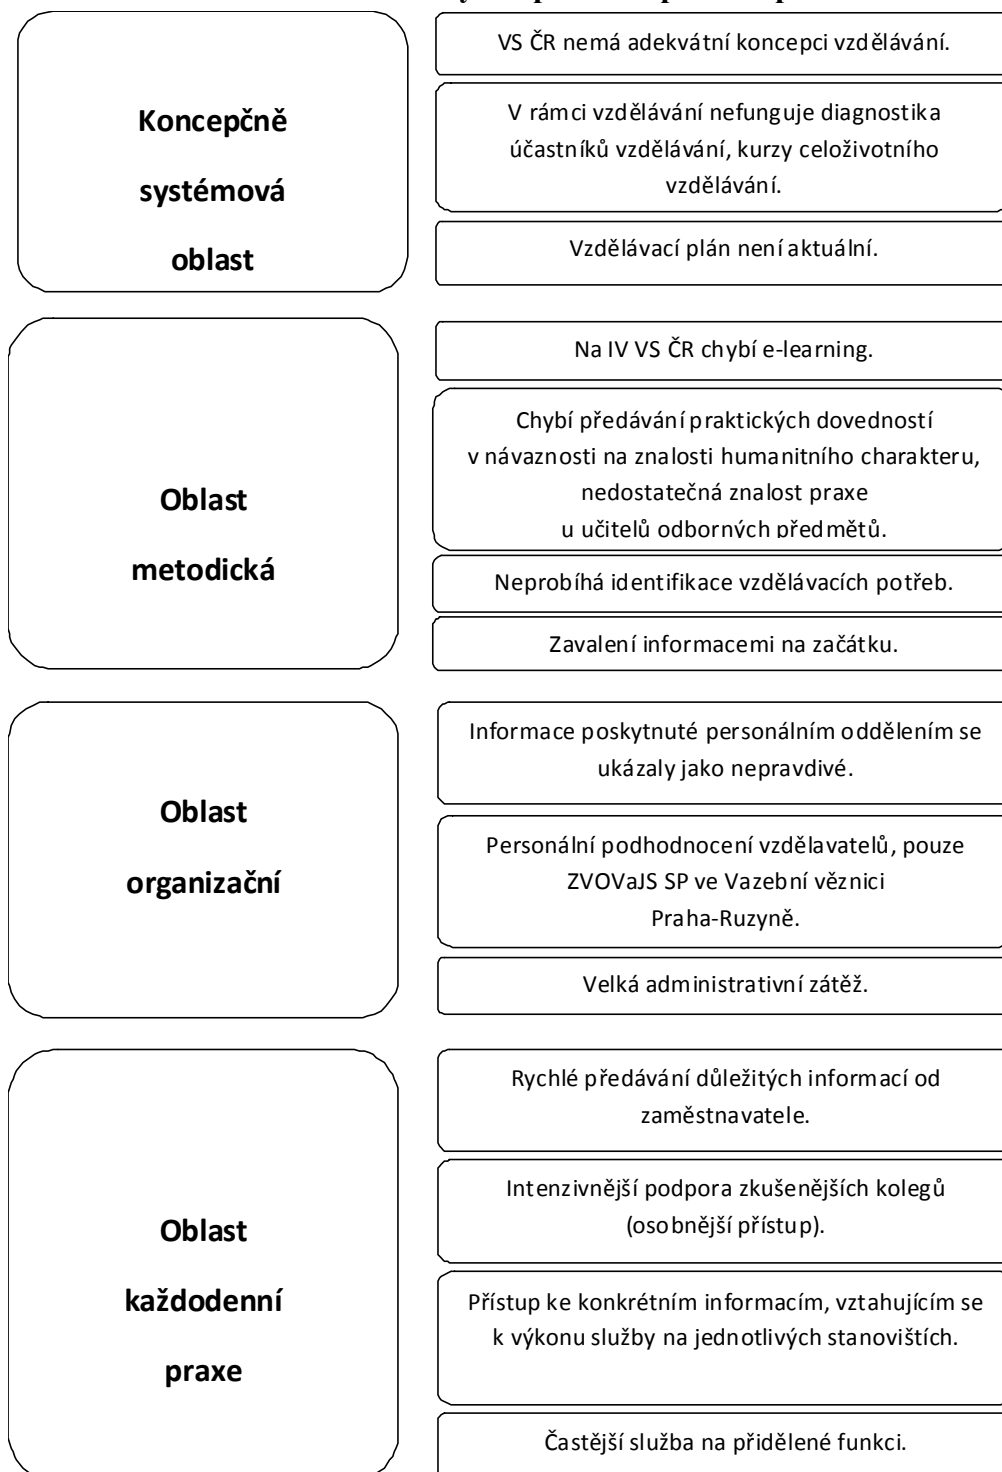 Koncepčně
systémová
oblast
VS ČR nemá adekvátní koncepci vzdělávání.
V rámci vzdělávání nefunguje diagnostika
účastníků vzdělávání, kurzy celoživotního
vzdělávání.
Vzdělávací plán není aktuální.
Oblast
metodická
Na IV VS ČR chybí e-learning.
Chybí předávání praktických dovedností
v návaznosti na znalosti humanitního charakteru,
nedostatečná znalost praxe
u učitelů odborných předmětů.
Neprobíhá identifikace vzdělávacích potřeb.
Zavalení informacemi na začátku.
Oblast
organizační
Informace poskytnuté personálním oddělením se
ukázaly jako nepravdivé.
Personální podhodnocení vzdělavatelů, pouze
ZVOVaJS SP ve Vazební věznici
Praha-Ruzyně.
Velká administrativní zátěž.
Oblast
každodenní
praxe
Rychlé předávání důležitých informací od
zaměstnavatele.
Intenzivnější podpora zkušenějších kolegů
(osobnější přístup).
Přístup ke konkrétním informacím, vztahujícím se
k výkonu služby na jednotlivých stanovištích.
Častější služba na přidělené funkci.